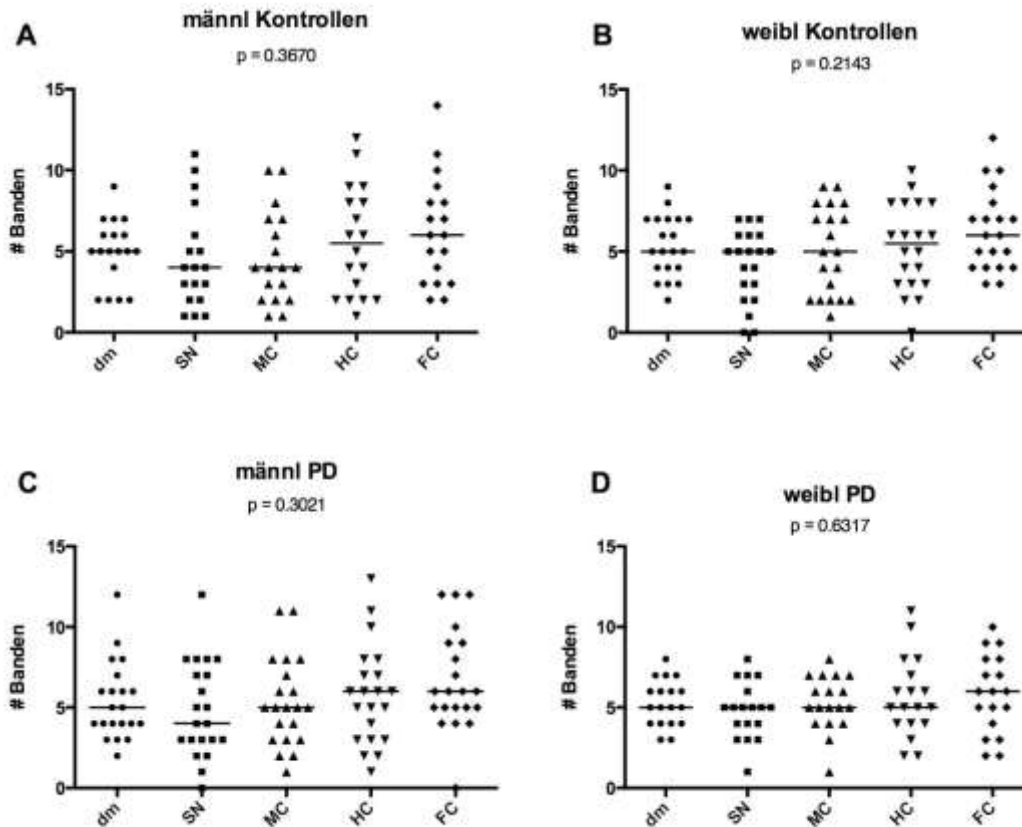 A
männl Kontrollen
p = 0.3670
# Banden
15
10
5
0
dm
SN
MC
HC
FC
B
weibl Kontrollen
p = 0.2143
# Banden
15
10
5
0
dm
SN
MC
HC
FC
C
männl PD
p = 0.3021
# Banden
15
10
5
0
dm
SN
MC
HC
FC
D
weibl PD
p = 0.6317
# Banden
15
10
5
0
dm
SN
MC
HC
FC